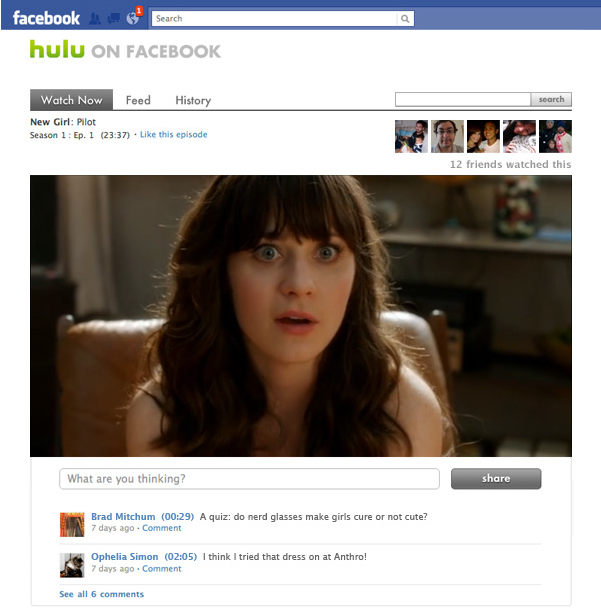 facebook
1
Search
hulu ON FACEBOOK
Watch Now Feed History
search
New Girl: Pilot
Season 1 : Ep. 1 (23:37) · Like this episode
12 friends watched this
What are you thinking?
share
Brad Mitchum (00:29) A quiz: do nerd glasses make girls cure or not cute?
7 days ago · Comment
Ophelia Simon (02:05) I think I tried that dress on at Anthro!
7 days ago · Comment
See all 6 comments